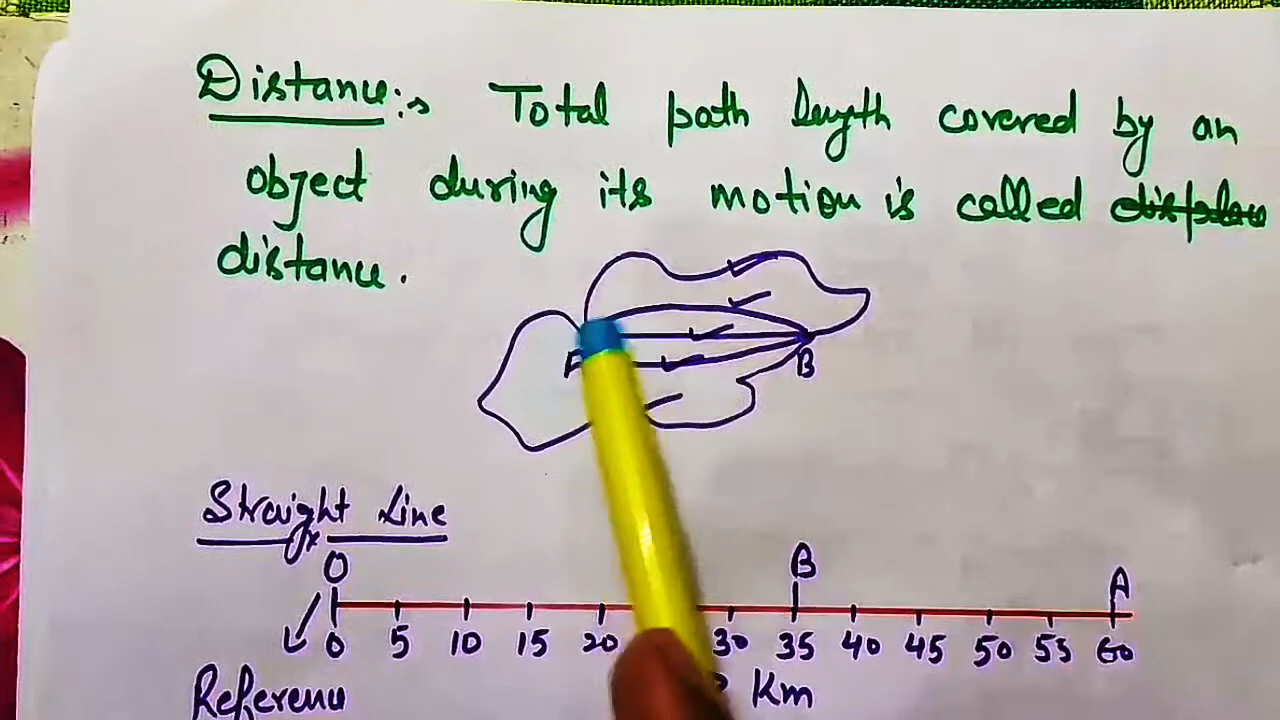 Distance:- Total path length covered by an
object during its motion is called
distance.
B
Straight Line
O B A
0 5 10 15 20 30 35 40 45 50 55 60
Km
Reference